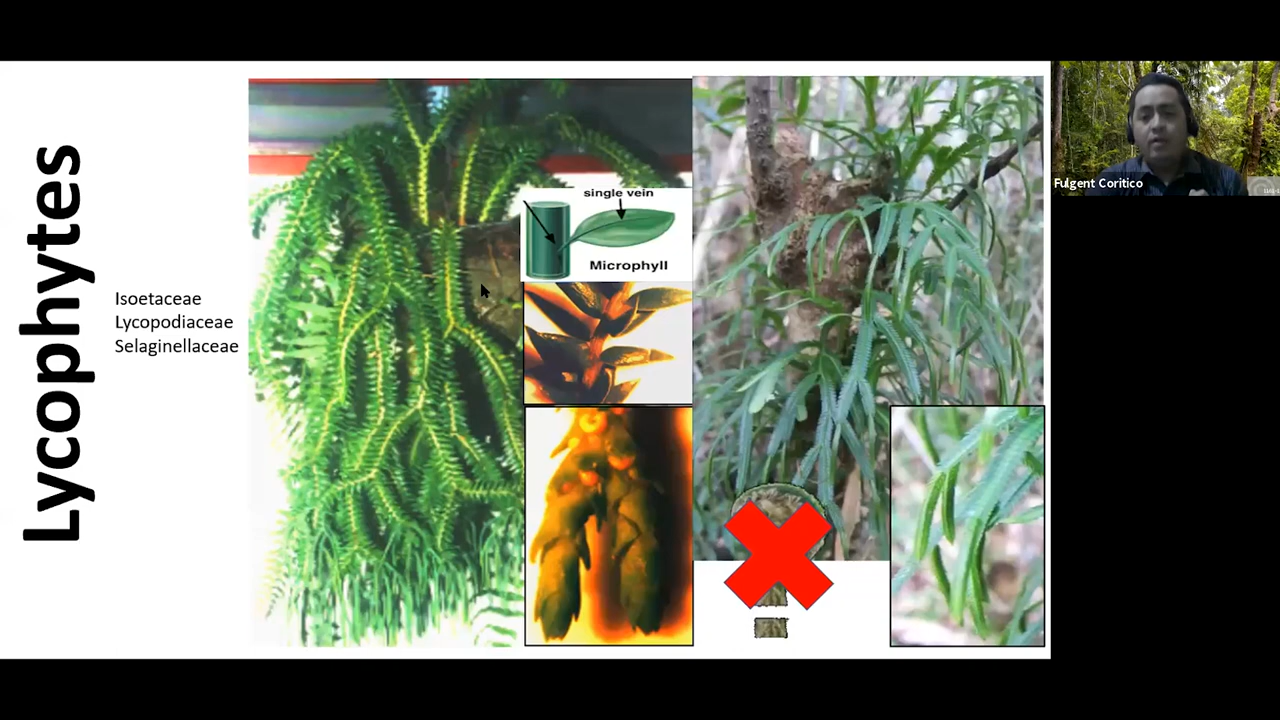 Lycophytes
Isoetaceae
Lycopodiaceae
Selaginellaceae
single vein
Microphyll
Fulgent Coritico